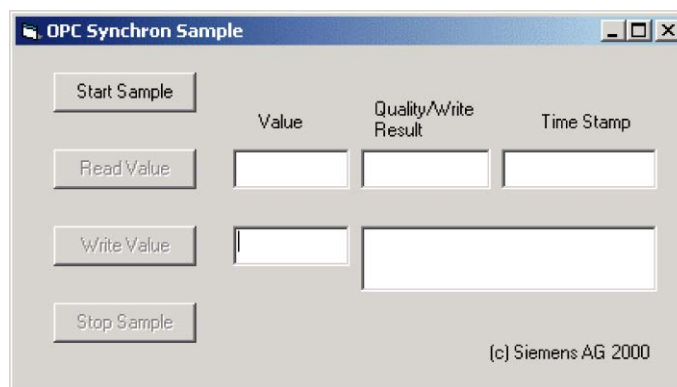 OPC Synchron Sample
Start Sample
Value
Quality/Write
Result
Time Stamp
Read Value
Write Value
Stop Sample
(c) Siemens AG 2000